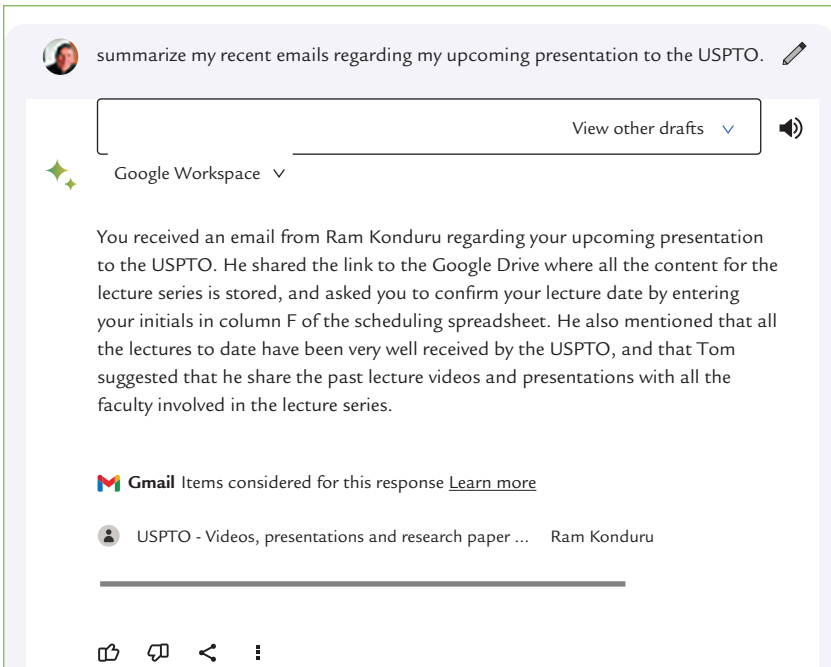 summarize my recent emails regarding my upcoming presentation to the USPTO.
View other drafts
Google Workspace
You received an email from Ram Konduru regarding your upcoming presentation
to the USPTO. He shared the link to the Google Drive where all the content for the
lecture series is stored, and asked you to confirm your lecture date by entering
your initials in column F of the scheduling spreadsheet. He also mentioned that all
the lectures to date have been very well received by the USPTO, and that Tom
suggested that he share the past lecture videos and presentations with all the
faculty involved in the lecture series.
Gmail Items considered for this response Learn more
USPTO - Videos, presentations and research paper ... Ram Konduru